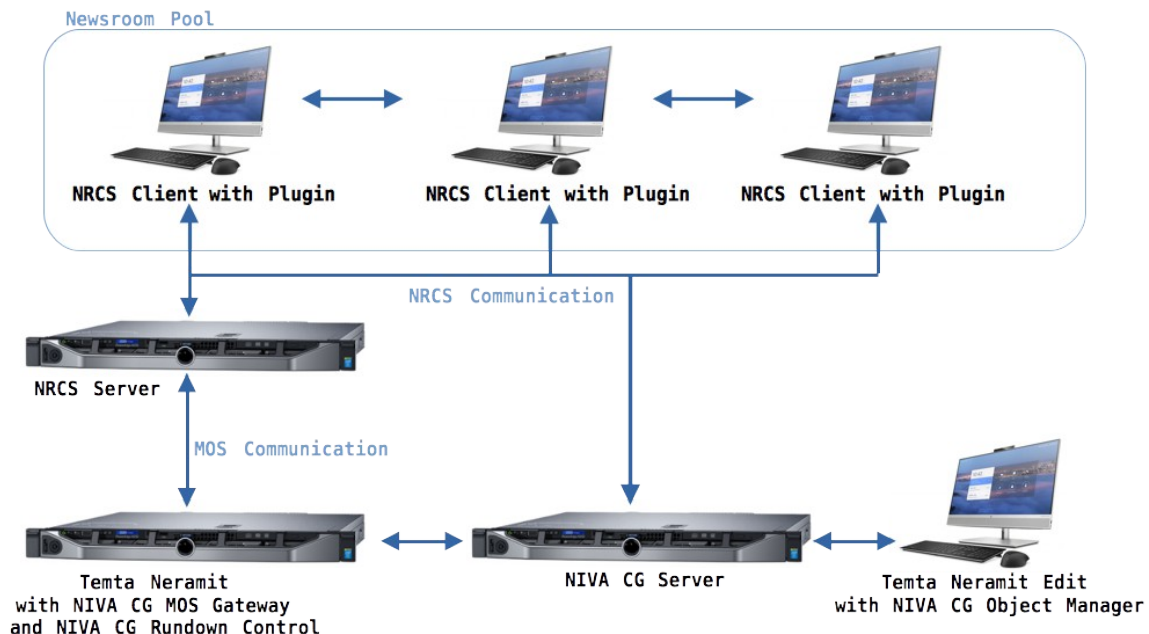 Newsroom Pool
NRCS Client with Plugin
NRCS Client with Plugin
NRCS Client with Plugin
NRCS Communication
NRCS Server
MOS Communication
Temta Neramit
with NIVA CG MOS Gateway
and NIVA CG Rundown Control
NIVA CG Server
Temta Neramit Edit
with NIVA CG Object Manager